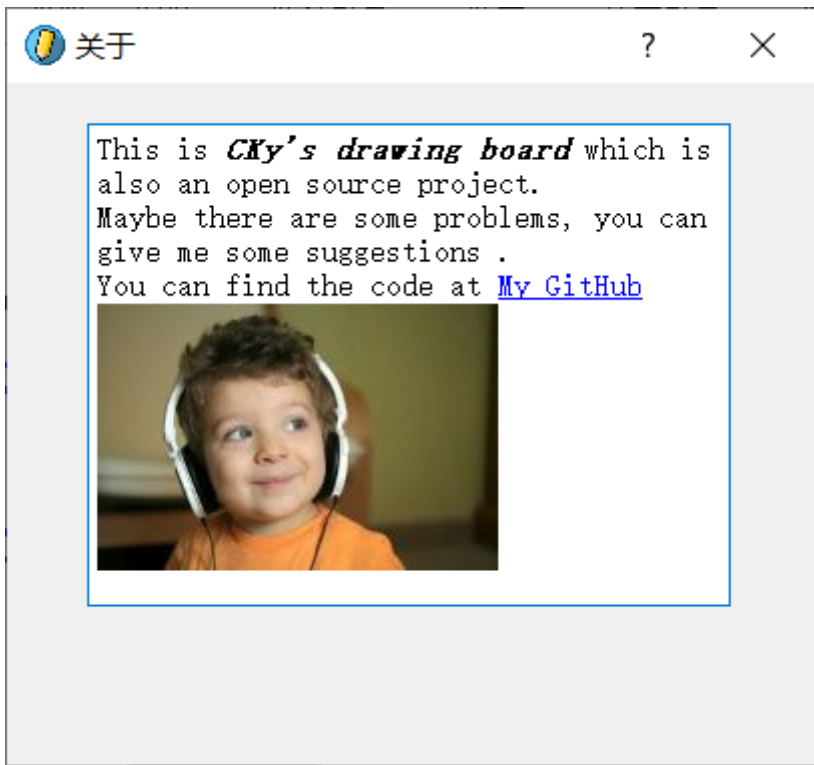 关于
This is CKy's drawing board which is
also an open source project.
Maybe there are some problems, you can
give me some suggestions .
You can find the code at My GitHub